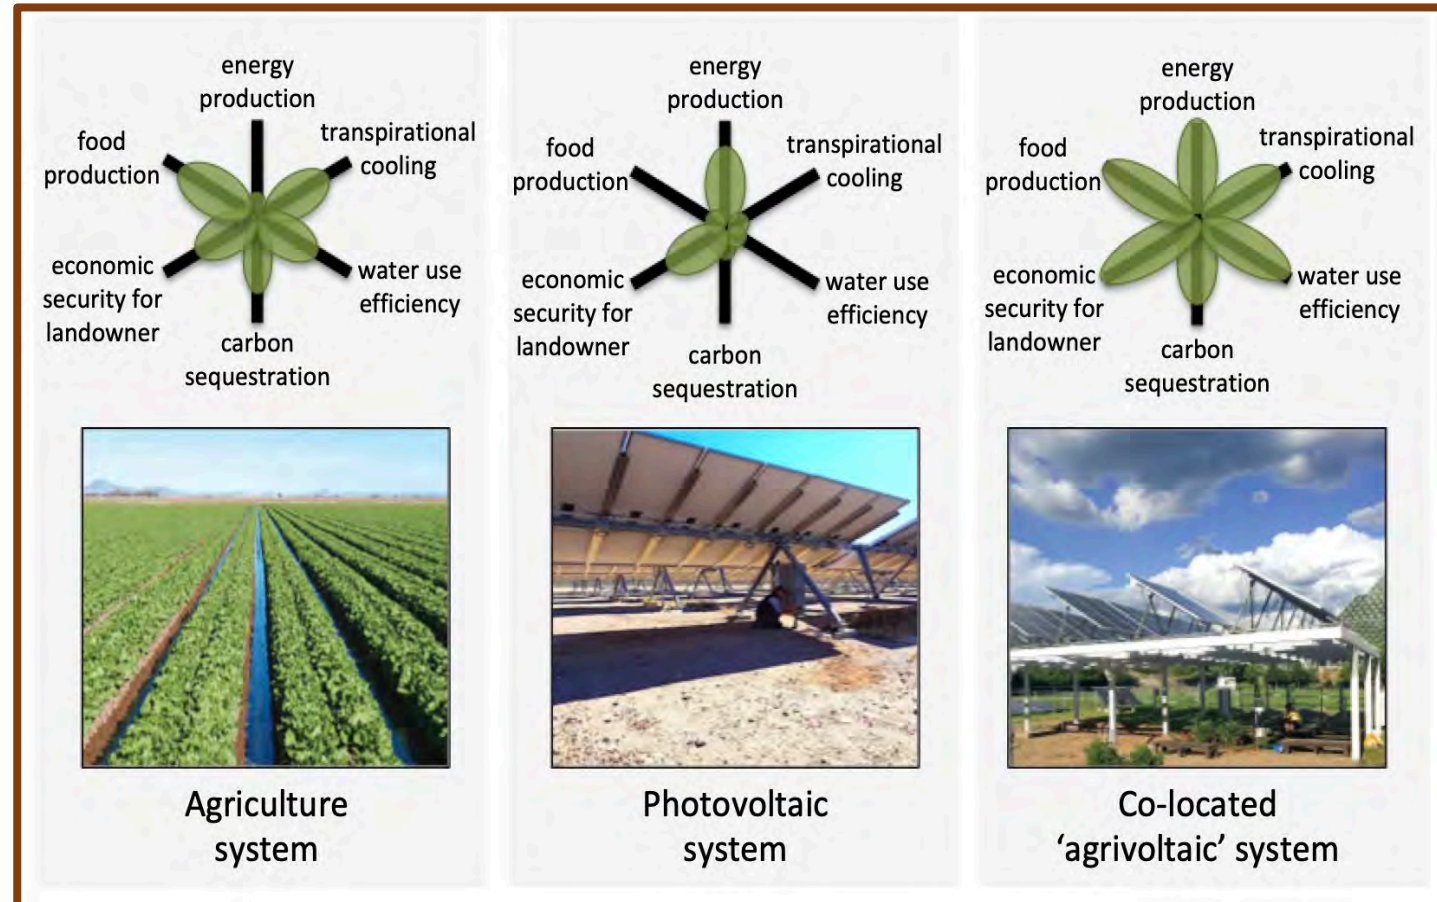 energy
production
transpirational
cooling
food
production
economic
security for
landowner
water use
efficiency
carbon
sequestration
Agriculture
system
energy
production
transpirational
cooling
food
production
economic
security for
landowner
water use
efficiency
carbon
sequestration
Photovoltaic
system
energy
production
transpirational
cooling
food
production
economic
security for
landowner
water use
efficiency
carbon
sequestration
Co-located
‘agrivoltaic’ system